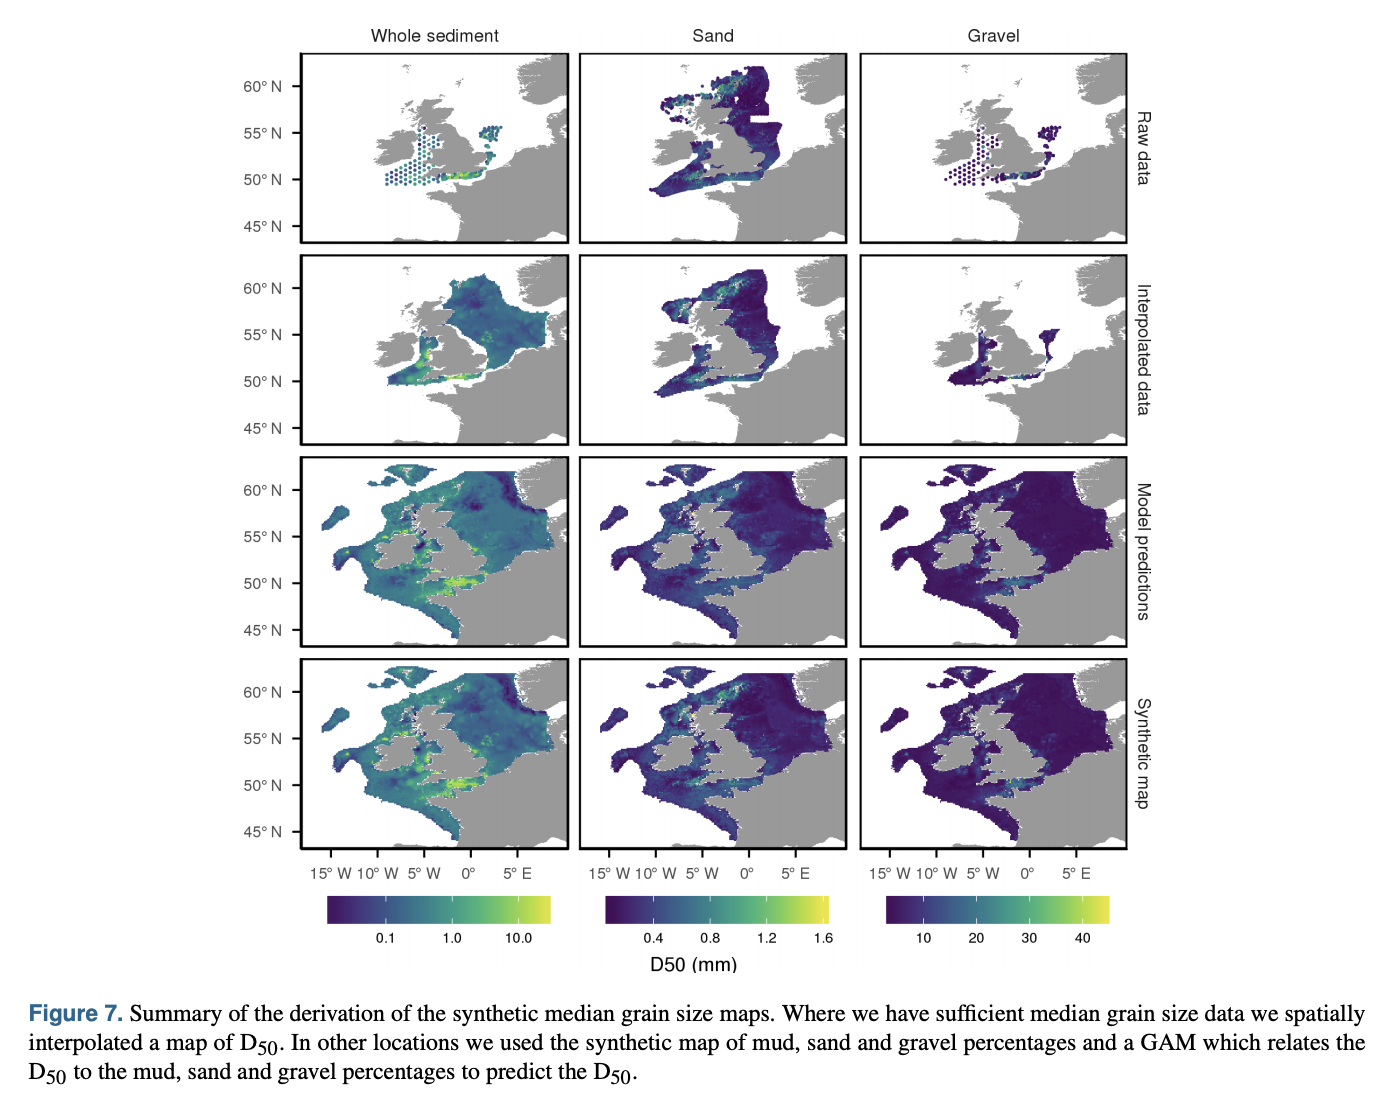 Whole sediment Sand Gravel
60° N
55° N
50° N
45° N
Raw data
60° N
55° N
50° N
45° N
Interpolated data
60° N
55° N
50° N
45° N
Model predictions
60° N
55° N
50° N
45° N
Synthetic map
15° W 10° W 5° W 0° 5° E 15° W 10° W 5° W 0° 5° E 15° W 10° W 5° W 0° 5° E
0.1 1.0 10.0 0.4 0.8 1.2 1.6 10 20 30 40
D50 (mm)
Figure 7. Summary of the derivation of the synthetic median grain size maps. Where we have sufficient median grain size data we spatially
interpolated a map of D50. In other locations we used the synthetic map of mud, sand and gravel percentages and a GAM which relates the
D50 to the mud, sand and gravel percentages to predict the D50.